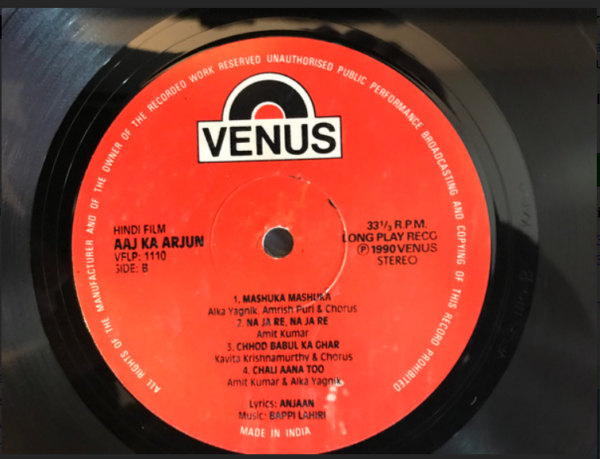 ALL RIGHTS OF THE MANUFACTURER AND OF THE OWNER OF THE RECORDED WORK RESERVED UNAUTHORISED PUBLIC PERFORMANCE BROADCASTING AND COPYING OF THIS RECORD PROHIBITED
VENUS
HINDI FILM
AAJ KA ARJUN
VFLP: 1110
SIDE: B
33 1/3 R.P.M.
LONG PLAY RECO
Ⓟ 1990 VENUS
STEREO
1. MASHUKA MASHUKA
Alka Yagnik, Amrish Puri & Chorus
2. NA JA RE, NA JA RE
Amit Kumar
3. CHHOD BABUL KA GHAR
Kavita Krishnamurthy & Chorus
4. CHALI AANA TOO
Amit Kumar & Alka Yagnik
Lyrics: ANJAAN
Music: BAPPI LAHIRI
MADE IN INDIA